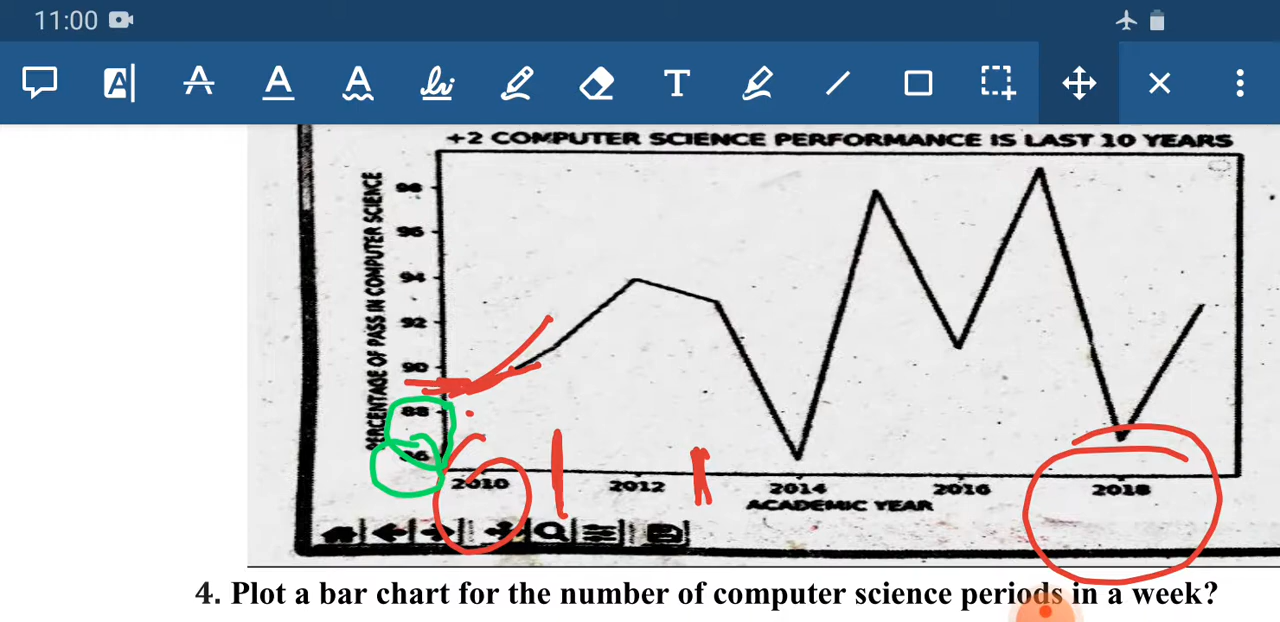 11:00
A A A A T
+2 COMPUTER SCIENCE PERFORMANCE IS LAST 10 YEARS
PERCENTAGE OF PASS IN COMPUTER SCIENCE
98
96
94
92
90
88
86
2010 2012 2014 2016 2018
ACADEMIC YEAR
4. Plot a bar chart for the number of computer science periods in a week?